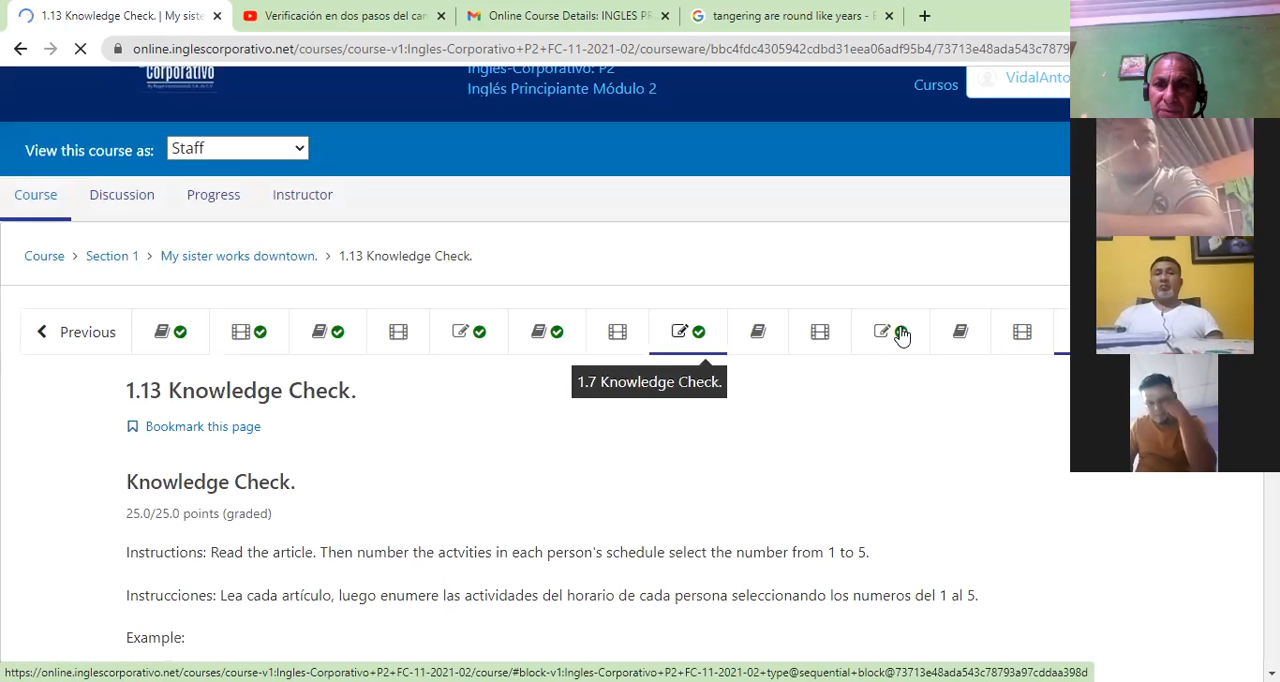 1.13 Knowledge Check. | My siste
Verificación en dos pasos del car
Online Course Details: INGLES PR
tangering are round like years - B
online.inglescorporativo.net/courses/course-v1:Ingles-Corporativo+P2+FC-11-2021-02/courseware/bbc4fdc4305942cdbd31eea06adf95b4/73713e48ada543c7879
corporativo
Ingles-Corporativo: P2
Inglés Principiante Módulo 2
Cursos
VidalAnto
View this course as:
Staff
Course
Discussion
Progress
Instructor
Course > Section 1 > My sister works downtown. > 1.13 Knowledge Check.
Previous
1.7 Knowledge Check.
1.13 Knowledge Check.
Bookmark this page
Knowledge Check.
25.0/25.0 points (graded)
Instructions: Read the article. Then number the actvities in each person's schedule select the number from 1 to 5.
Instrucciones: Lea cada artículo, luego enumere las actividades del horario de cada persona seleccionando los numeros del 1 al 5.
Example:
https://online.inglescorporativo.net/courses/course-v1:Ingles-Corporativo+P2+FC-11-2021-02/course/#block-v1:Ingles-Corporativo+P2+FC-11-2021-02+type@sequential+block@73713e48ada543c78793a97cddaa398d